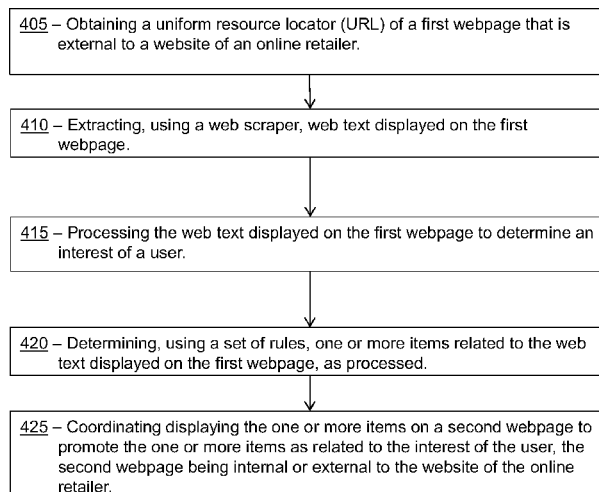 405 – Obtaining a uniform resource locator (URL) of a first webpage that is
external to a website of an online retailer.
410 – Extracting, using a web scraper, web text displayed on the first
webpage.
415 – Processing the web text displayed on the first webpage to determine an
interest of a user.
420 – Determining, using a set of rules, one or more items related to the web
text displayed on the first webpage, as processed.
425 – Coordinating displaying the one or more items on a second webpage to
promote the one or more items as related to the interest of the user, the
second webpage being internal or external to the website of the online
retailer.